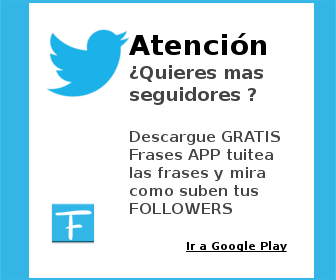 Atención
¿Quieres mas
seguidores ?
Descargue GRATIS
Frases APP tuitea
las frases y mira
como suben tus
FOLLOWERS
F
Ir a Google Play